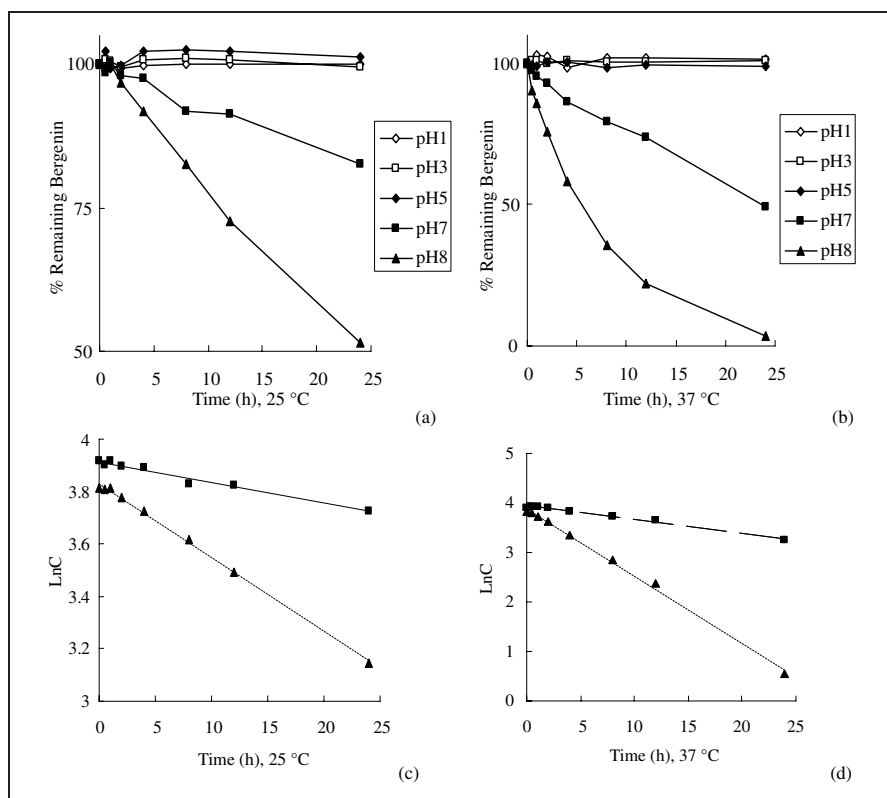 % Remaining Bergenin
100
75
50
0
5
10
15
20
25
Time (h), 25 °C
pH1
pH3
pH5
pH7
pH8
(a)
% Remaining Bergenin
100
50
0
0
5
10
15
20
25
Time (h), 37 °C
pH1
pH3
pH5
pH7
pH8
(b)
LnC
4
3.8
3.6
3.4
3.2
3
0
5
10
15
20
25
Time (h), 25 °C
(c)
LnC
5
4
3
2
1
0
0
5
10
15
20
25
Time (h), 37 °C
(d)